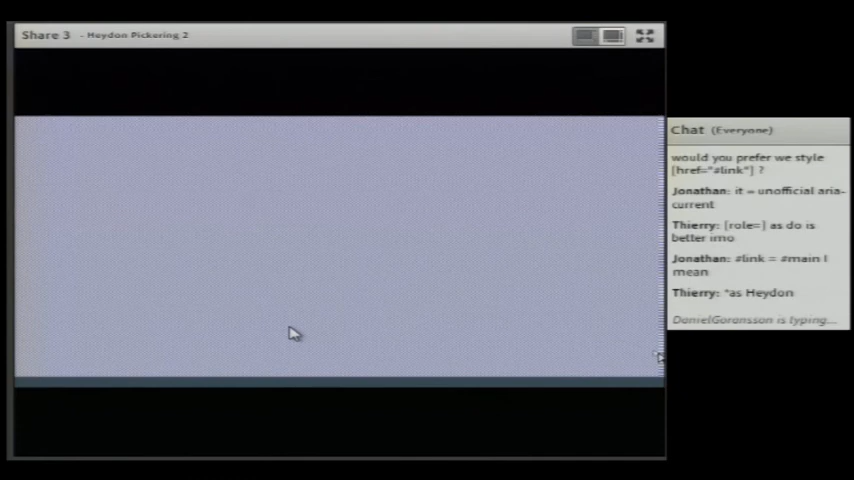 Share 3 - Heydon Pickering 2
Chat (Everyone)
would you prefer we style
[href="#link"] ?
Jonathan: it = unofficial aria-
current
Thierry: [role=] as do is
better imo
Jonathan: #link = #main I
mean
Thierry: *as Heydon
DanielGoransson is typing...